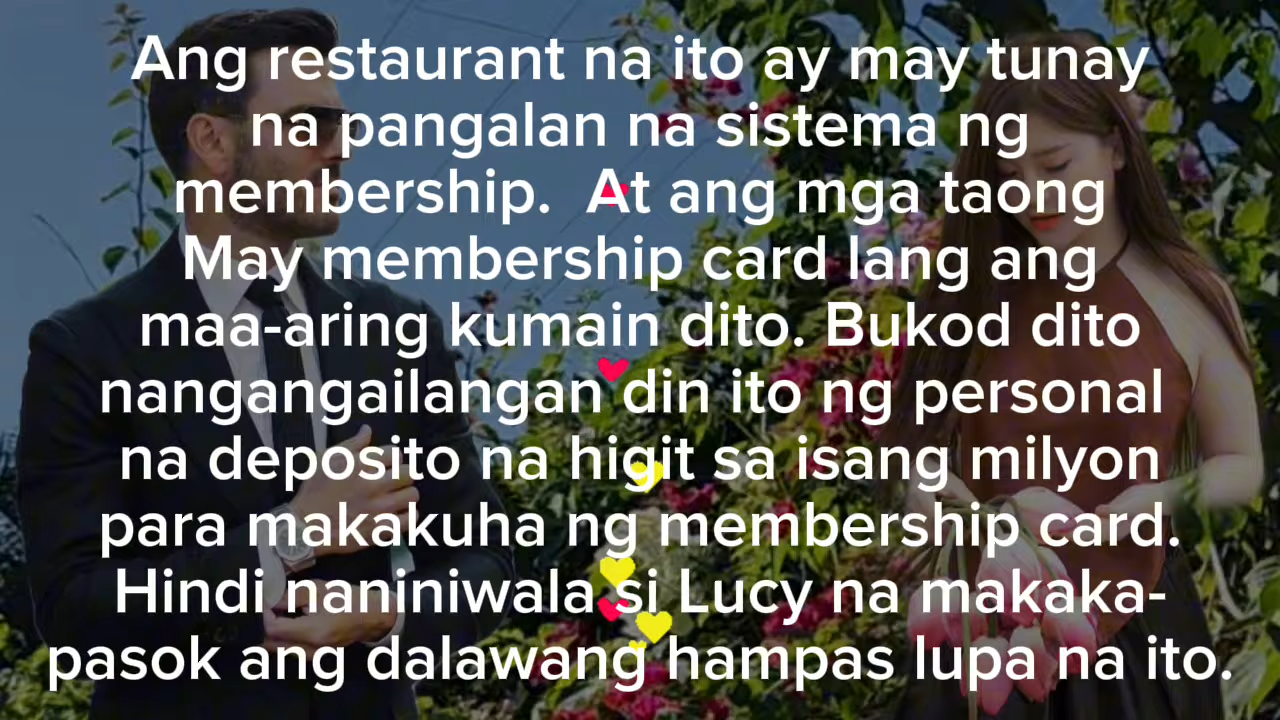 Ang restaurant na ito ay may tunay
na pangalan na sistema ng
membership.  At ang mga taong
May membership card lang ang
maa-aring kumain dito. Bukod dito
nangangailangan din ito ng personal
na deposito na higit sa isang milyon
para makakuha ng membership card.
Hindi naniniwala si Lucy na makaka-
pasok ang dalawang hampas lupa na ito.